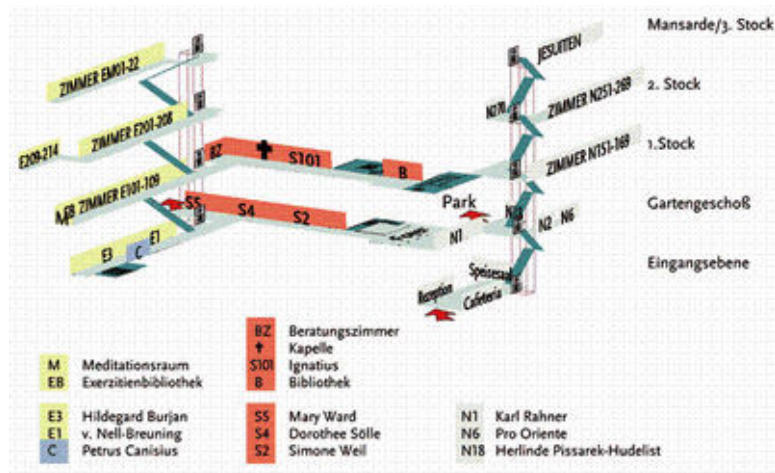 Mansarde/3. Stock
JESUITEN
ZIMMER EM01-22
2. Stock
ZIMMER N251-269
N270
ZIMMER E201-208
E209-214
1.Stock
ZIMMER N151-169
BZ
S101
B
ZIMMER E101-109
M
EB
Park
Gartengeschoß
S5
S4
S2
N18
N2
N6
N1
E1
E3
C
Eingangsebene
Speisesaal
Reception
Cafeteria
BZ Beratungszimmer
✝ Kapelle
M Meditationsraum
S101 Ignatius
EB Exerzitienbibliothek
B Bibliothek
E3 Hildegard Burjan
S5 Mary Ward
N1 Karl Rahner
E1 v. Nell-Breuning
S4 Dorothee Sölle
N6 Pro Oriente
C Petrus Canisius
S2 Simone Weil
N18 Herlinde Pissarek-Hudelist